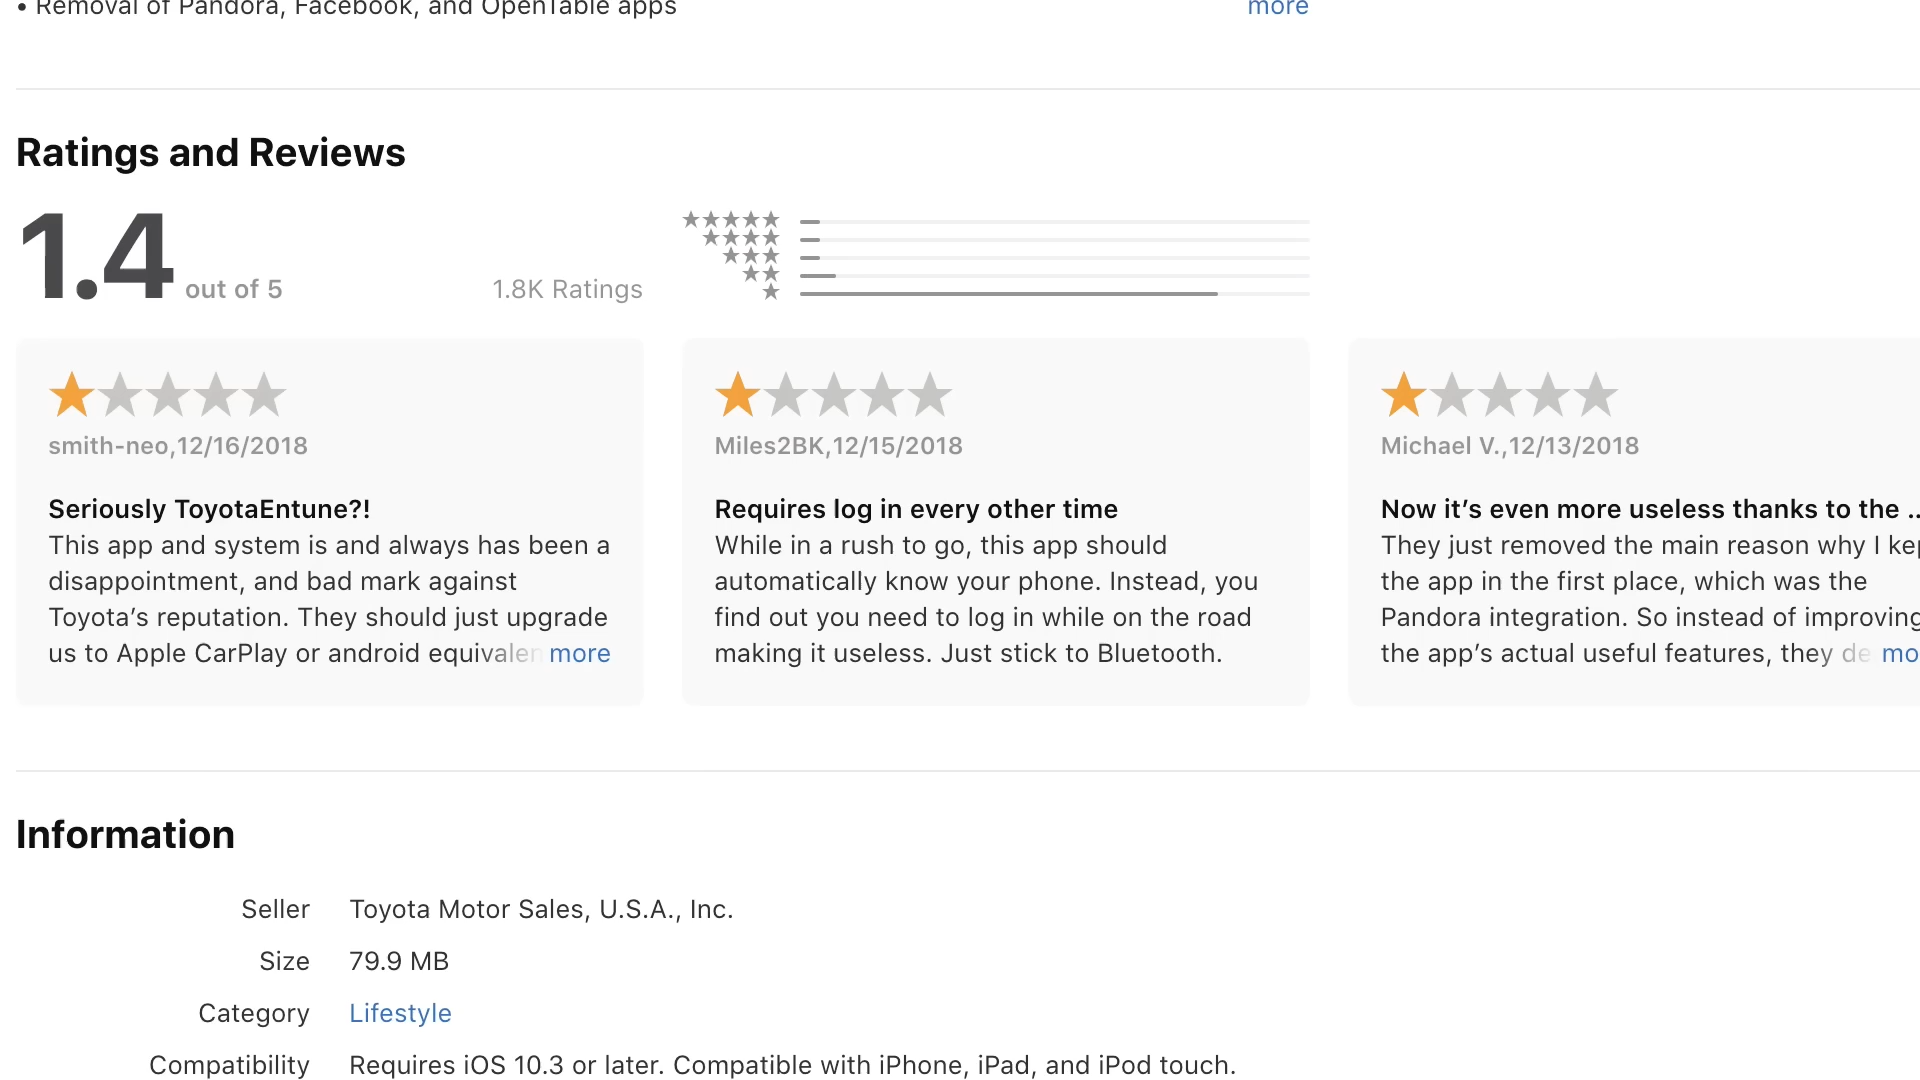 • Removal of Pandora, Facebook, and OpenTable apps
more
Ratings and Reviews
1.4 out of 5
1.8K Ratings
smith-neo,12/16/2018
Seriously ToyotaEntune?!
This app and system is and always has been a
disappointment, and bad mark against
Toyota’s reputation. They should just upgrade
us to Apple CarPlay or android equivalen more
Miles2BK,12/15/2018
Requires log in every other time
While in a rush to go, this app should
automatically know your phone. Instead, you
find out you need to log in while on the road
making it useless. Just stick to Bluetooth.
Michael V.,12/13/2018
Now it’s even more useless thanks to the ..
They just removed the main reason why I kep
the app in the first place, which was the
Pandora integration. So instead of improving
the app’s actual useful features, they de mo
Information
Seller Toyota Motor Sales, U.S.A., Inc.
Size 79.9 MB
Category Lifestyle
Compatibility Requires iOS 10.3 or later. Compatible with iPhone, iPad, and iPod touch.